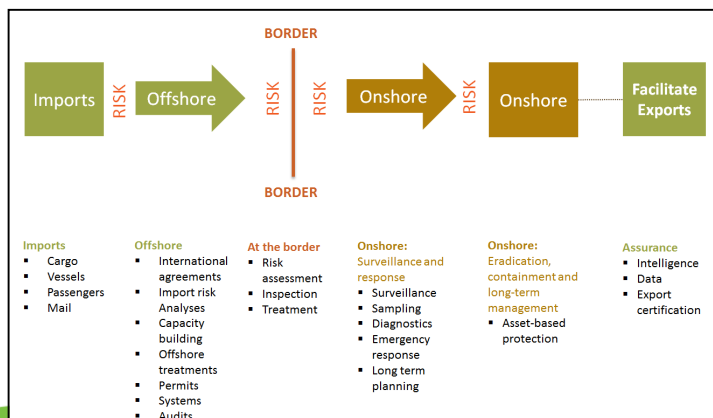 BORDER
Imports
RISK
Offshore
RISK
RISK
Onshore
RISK
Onshore
Facilitate
Exports
BORDER
Imports
▪ Cargo
▪ Vessels
▪ Passengers
▪ Mail
Offshore
▪ International
agreements
▪ Import risk
Analyses
▪ Capacity
building
▪ Offshore
treatments
▪ Permits
▪ Systems
▪ Audits
At the border
▪ Risk
assessment
▪ Inspection
▪ Treatment
Onshore:
Surveillance and
response
▪ Surveillance
▪ Sampling
▪ Diagnostics
▪ Emergency
response
▪ Long term
planning
Onshore:
Eradication,
containment and
long-term
management
▪ Asset-based
protection
Assurance
▪ Intelligence
▪ Data
▪ Export
certification